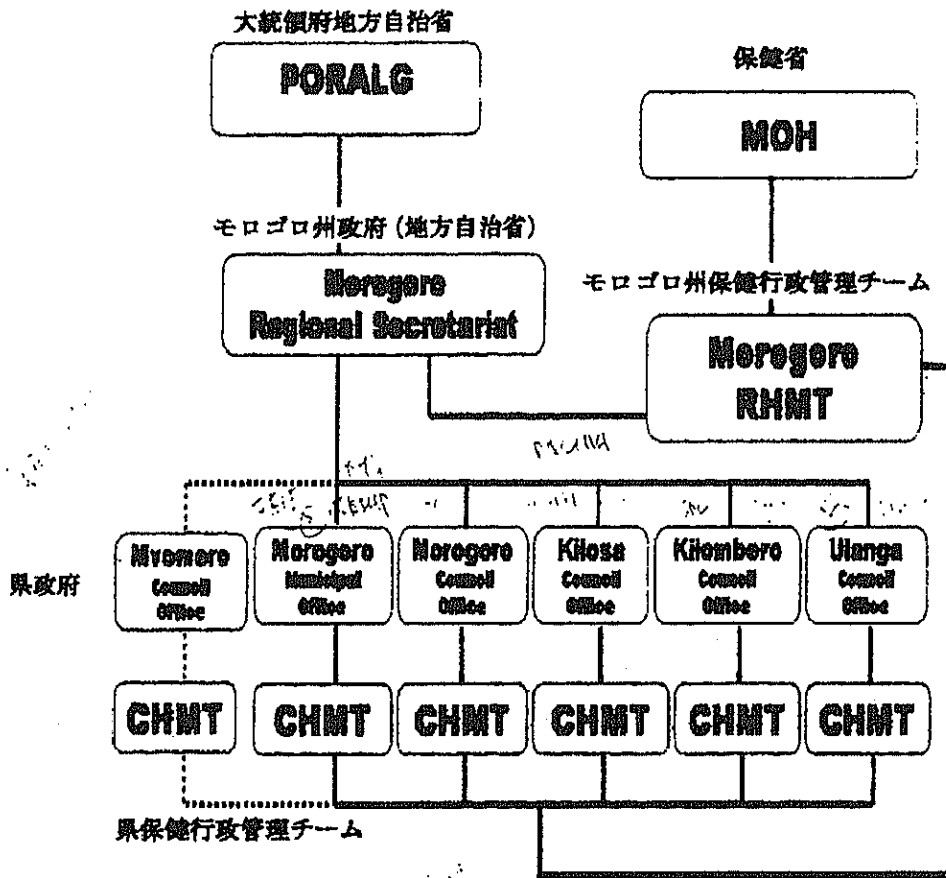 大統領府地方自治省
PORALG
保健省
MOH
モロゴロ州政府(地方自治省)
Morogoro
Regional Secretariat
モロゴロ州保健行政管理チーム
Morogoro
RHMT
県政府
Mvomero
Council
Office
Morogoro
Municipal
Office
Morogoro
Council
Office
Kilosa
Council
Office
Kilombero
Council
Office
Ulanga
Council
Office
CHMT
CHMT
CHMT
CHMT
CHMT
CHMT
県保健行政管理チーム